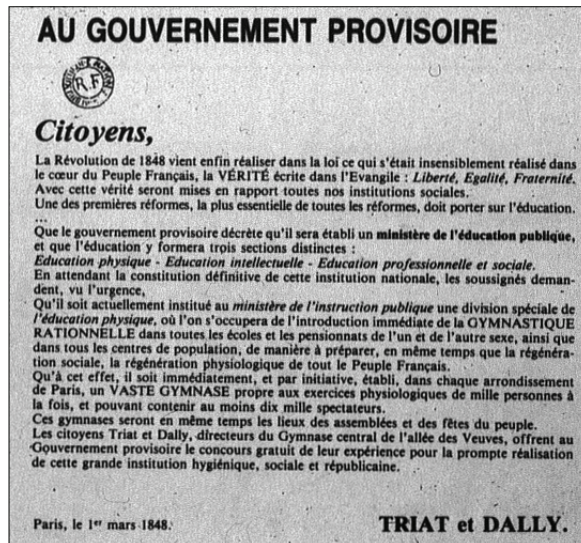 AU GOUVERNEMENT PROVISOIRE
R.F
Citoyens,
La Révolution de 1848 vient enfin réaliser dans la loi ce qui s'était insensiblement réalisé dans
le cœur du Peuple Français, la VÉRITÉ écrite dans l'Evangile : Liberté, Egalité, Fraternité.
Avec cette vérité seront mises en rapport toutes nos institutions sociales.
Une des premières réformes, la plus essentielle de toutes les réformes, doit porter sur l'éducation.
...
Que le gouvernement provisoire décrète qu'il sera établi un ministère de l'éducation publique,
et que l'éducation y formera trois sections distinctes :
Education physique - Education intellectuelle - Education professionnelle et sociale.
En attendant la constitution définitive de cette institution nationale, les soussignés deman-
dent, vu l'urgence,
Qu'il soit actuellement institué au ministère de l'instruction publique une division spéciale de
l'éducation physique, où l'on s'occupera de l'introduction immédiate de la GYMNASTIQUE
RATIONNELLE dans toutes les écoles et les pensionnats de l'un et de l'autre sexe, ainsi que
dans tous les centres de population, de manière à préparer, en même temps que la régénéra-
tion sociale, la régénération physiologique de tout le Peuple Français.
Qu'à cet effet, il soit immédiatement, et par initiative, établi, dans chaque arrondissement
de Paris, un VASTE GYMNASE propre aux exercices physiologiques de mille personnes à
la fois, et pouvant contenir au moins dix mille spectateurs.
Ces gymnases seront en même temps les lieux des assemblées et des fêtes du peuple.
Les citoyens Triat et Dally, directeurs du Gymnase central de l'allée des Veuves, offrent au
Gouvernement provisoire le concours gratuit de leur expérience pour la prompte réalisation
de cette grande institution hygiénique, sociale et républicaine.
Paris, le 1er mars 1848. TRIAT et DALLY.